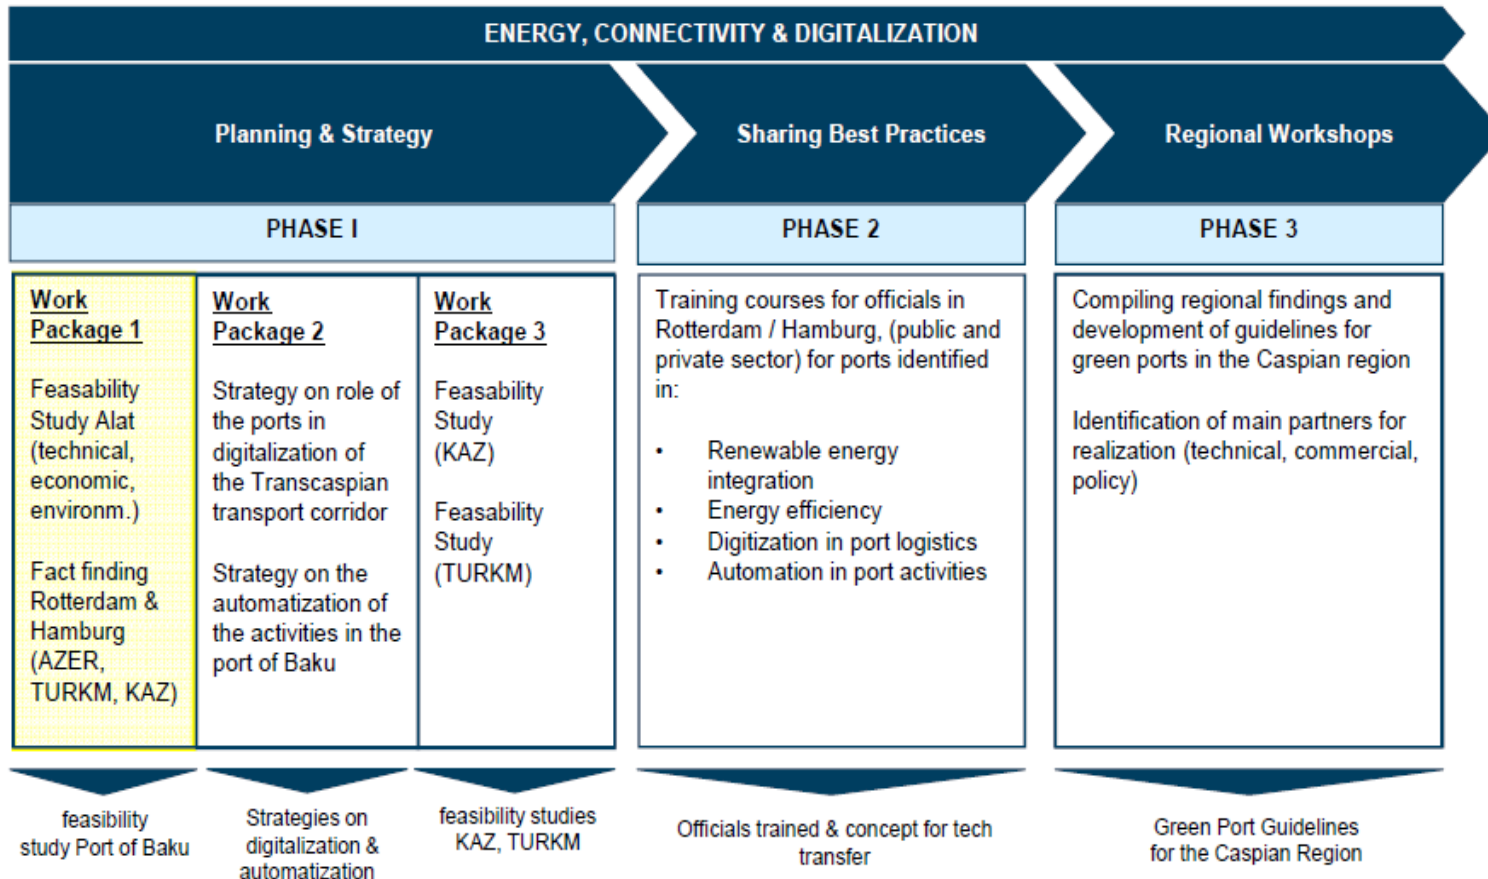 ENERGY, CONNECTIVITY & DIGITALIZATION
Planning & Strategy
Sharing Best Practices
Regional Workshops
PHASE I
PHASE 2
PHASE 3
Work
Package 1
Feasability
Study Alat
(technical,
economic,
environm.)
Fact finding
Rotterdam &
Hamburg
(AZER,
TURKM, KAZ)
Work
Package 2
Strategy on role of
the ports in
digitalization of
the Transcaspian
transport corridor
Strategy on the
automatization of
the activities in the
port of Baku
Work
Package 3
Feasability
Study
(KAZ)
Feasability
Study
(TURKM)
Training courses for officials in
Rotterdam / Hamburg, (public and
private sector) for ports identified
in:
• Renewable energy
integration
• Energy efficiency
• Digitization in port logistics
• Automation in port activities
Compiling regional findings and
development of guidelines for
green ports in the Caspian region
Identification of main partners for
realization (technical, commercial,
policy)
feasibility
study Port of Baku
Strategies on
digitalization &
automatization
feasibility studies
KAZ, TURKM
Officials trained & concept for tech
transfer
Green Port Guidelines
for the Caspian Region